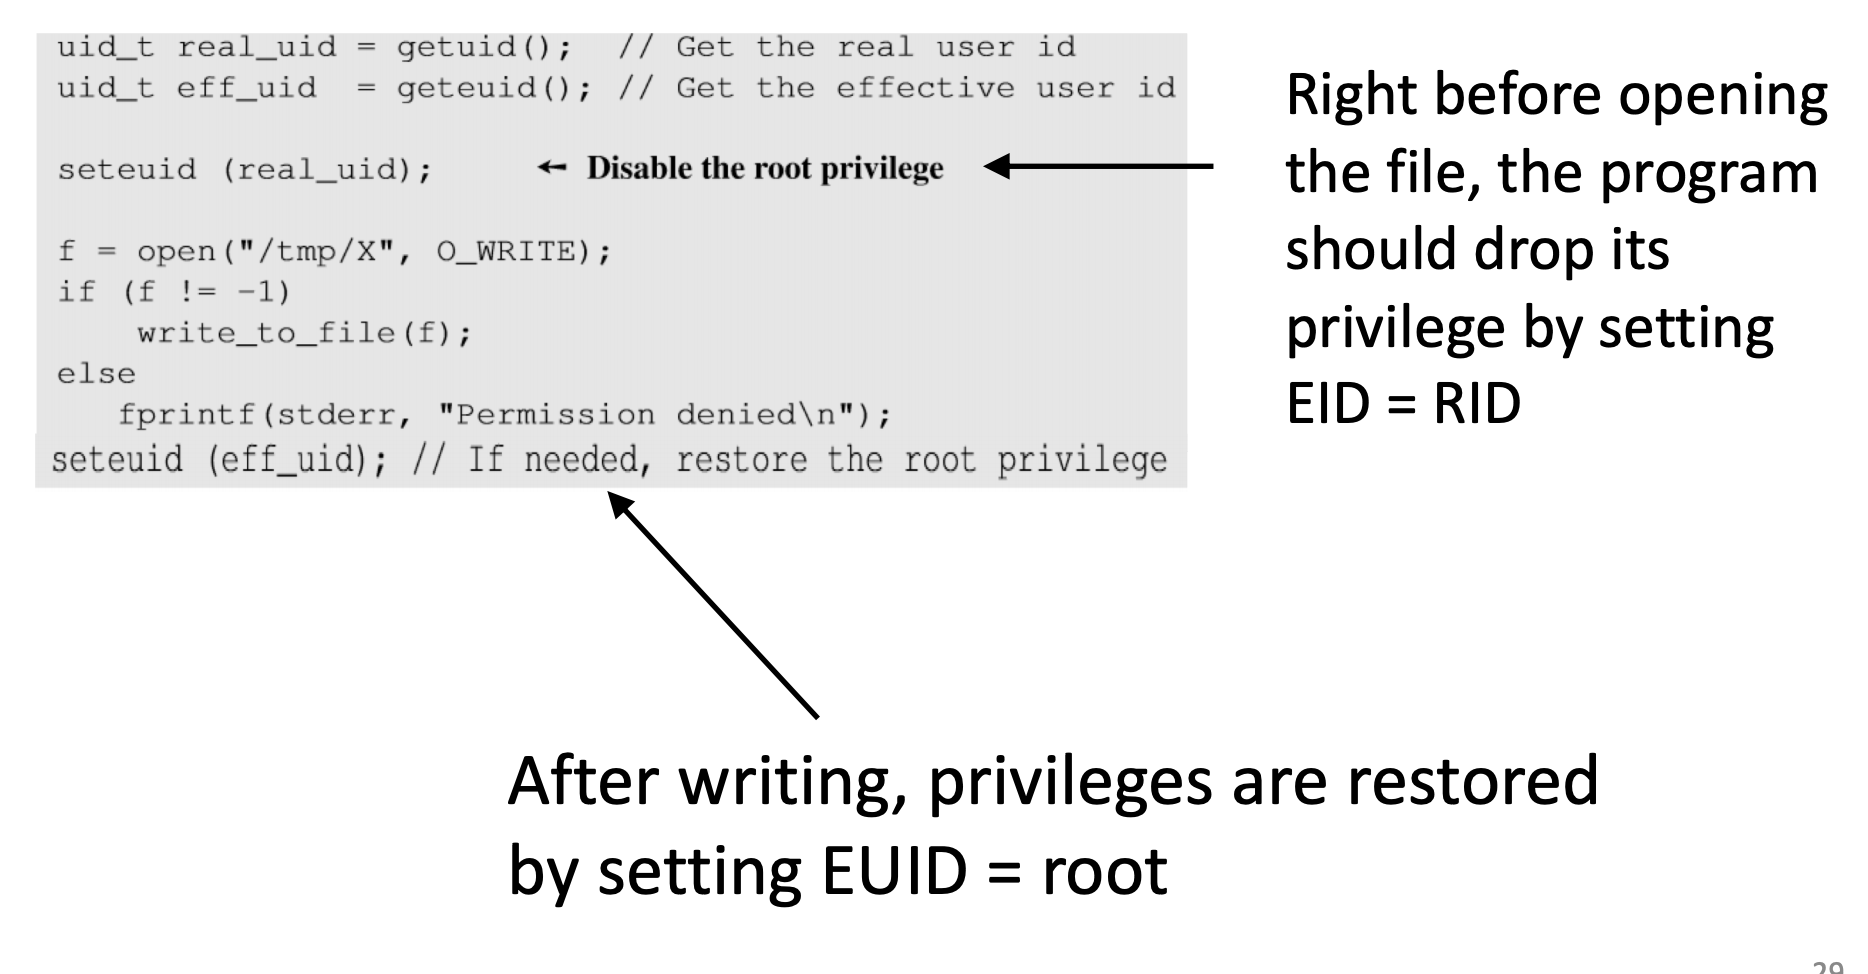 uid_t real_uid = getuid(); // Get the real user id
uid_t eff_uid = geteuid(); // Get the effective user id
seteuid (real_uid); ← Disable the root privilege
f = open("/tmp/X", O_WRITE);
if (f != -1)
write_to_file(f);
else
fprintf(stderr, "Permission denied\n");
seteuid (eff_uid); // If needed, restore the root privilege
Right before opening
the file, the program
should drop its
privilege by setting
EID = RID
After writing, privileges are restored
by setting EUID = root
29